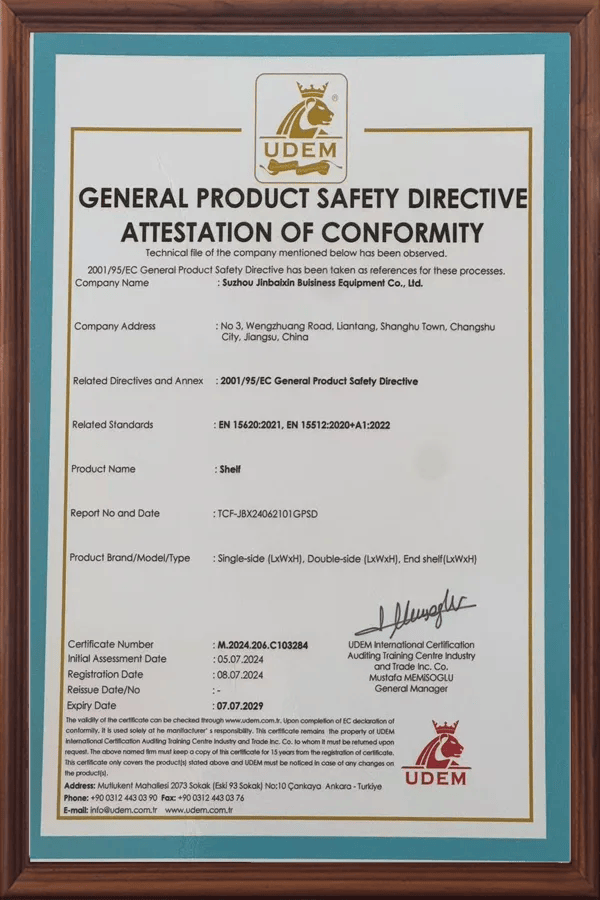 UDEM
®
GENERAL PRODUCT SAFETY DIRECTIVE
ATTESTATION OF CONFORMITY
Technical file of the company mentioned below has been observed.
2001/95/EC General Product Safety Directive has been taken as references for these processes.
Company Name : Suzhou Jinbaixin Buisiness Equipment Co., Ltd.
Company Address : No 3, Wengzhuang Road, Liantang, Shanghu Town, Changshu
City, Jiangsu, China
Related Directives and Annex : 2001/95/EC General Product Safety Directive
Related Standards : EN 15620:2021, EN 15512:2020+A1:2022
Product Name : Shelf
Report No and Date : TCF-JBX24062101GPSD
Product Brand/Model/Type : Single-side (LxWxH), Double-side (LxWxH), End shelf(LxWxH)
Certificate Number : M.2024.206.C103284
Initial Assessment Date : 05.07.2024
Registration Date : 08.07.2024
Reissue Date/No : -
Expiry Date : 07.07.2029
UDEM International Certification
Auditing Training Centre Industry
and Trade Inc. Co.
Mustafa MEMİSOGLU
General Manager
The validity of the certificate can be checked through www.udem.com.tr. Upon completion of EC declaration of
conformity, it is used solely at he manufacturer' s responsibility. This certificate remains the property of UDEM
International Certification Auditing Training Centre Industry and Trade Inc. Co. to whom it must be returned upon
request. The above named firm must keep a copy of this certificate for 15 years from the registration of certificate.
This certificate only covers the product(s) stated above and UDEM must be noticed in case of any changes on
the product(s).
Address: Mutlukent Mahallesi 2073 Sokak (Eski 93 Sokak) No:10 Çankaya Ankara - Turkiye
Phone: +90 0312 443 03 90 Fax: +90 0312 443 03 76
E-mail: info@udem.com.tr www.udem.com.tr
UDEM